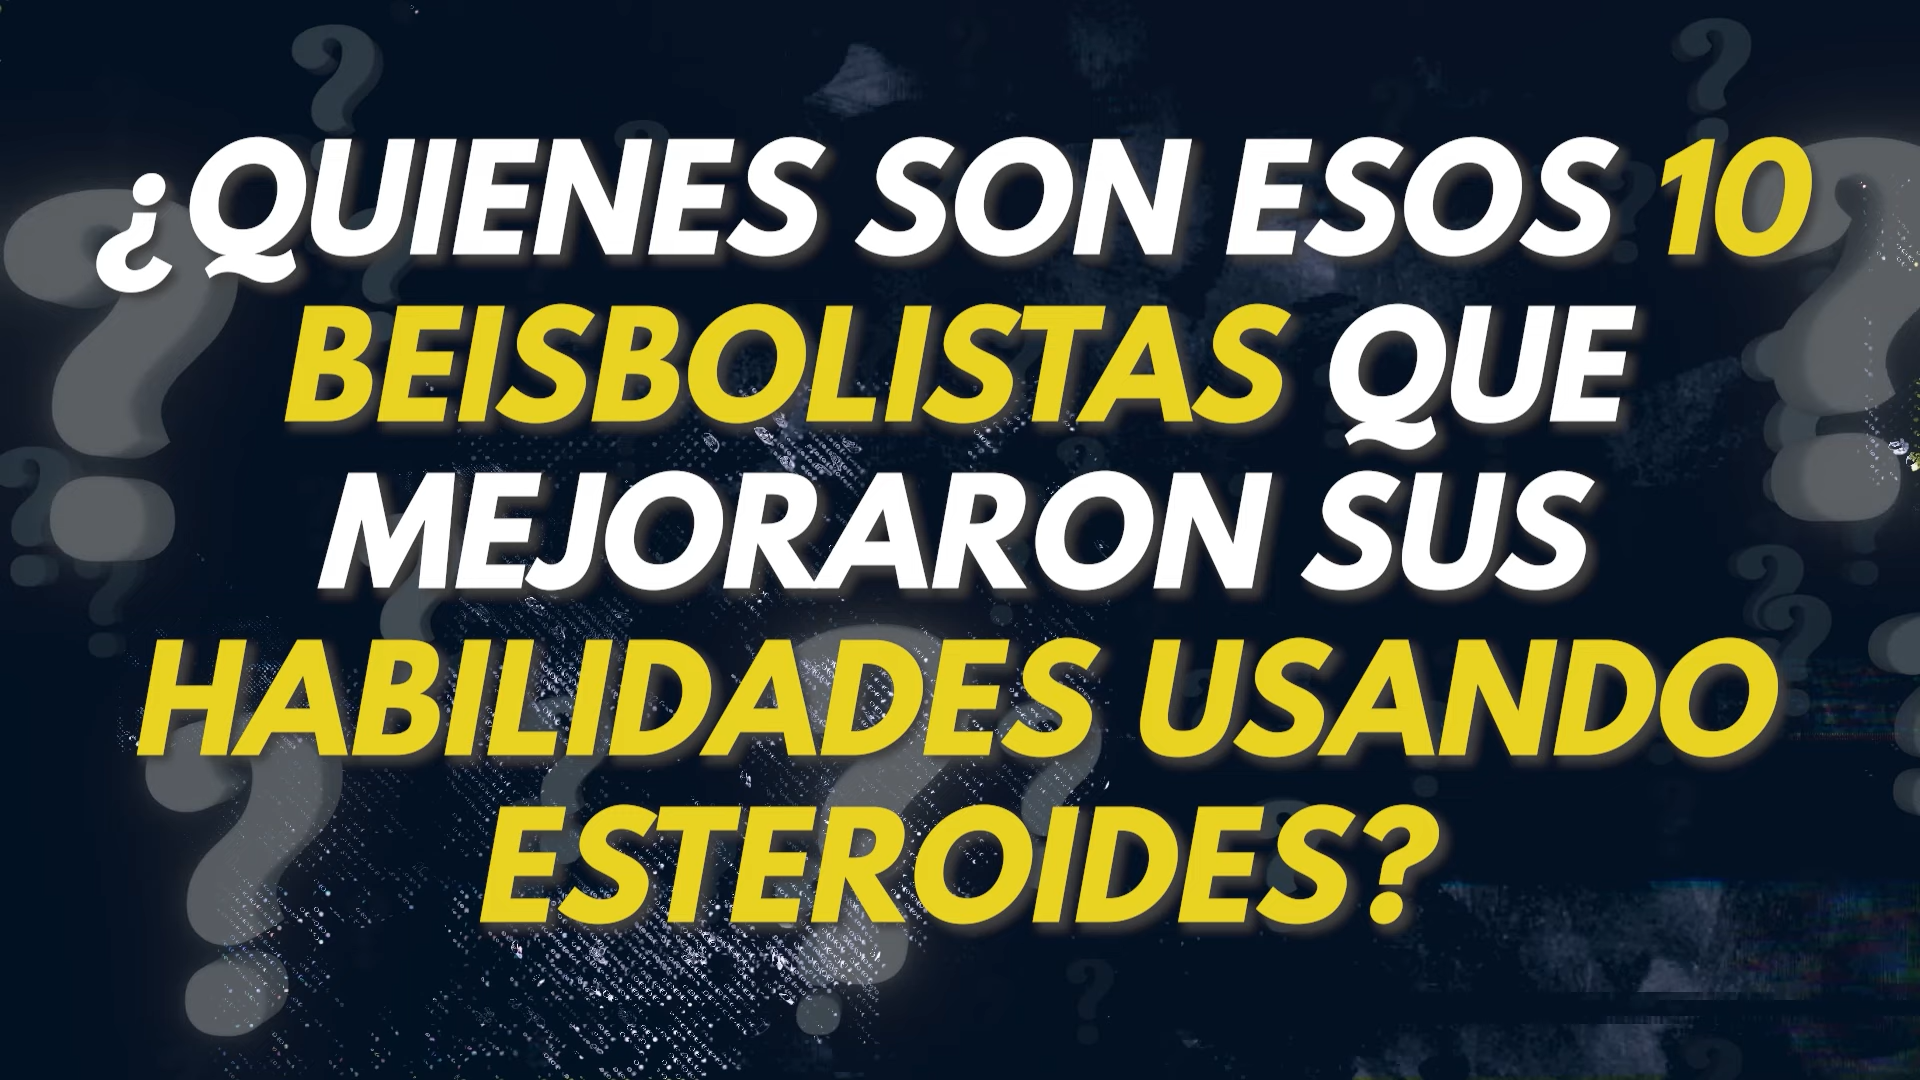 ¿QUIENES SON ESOS 10
BEISBOLISTAS QUE
MEJORARON SUS
HABILIDADES USANDO
ESTEROIDES?